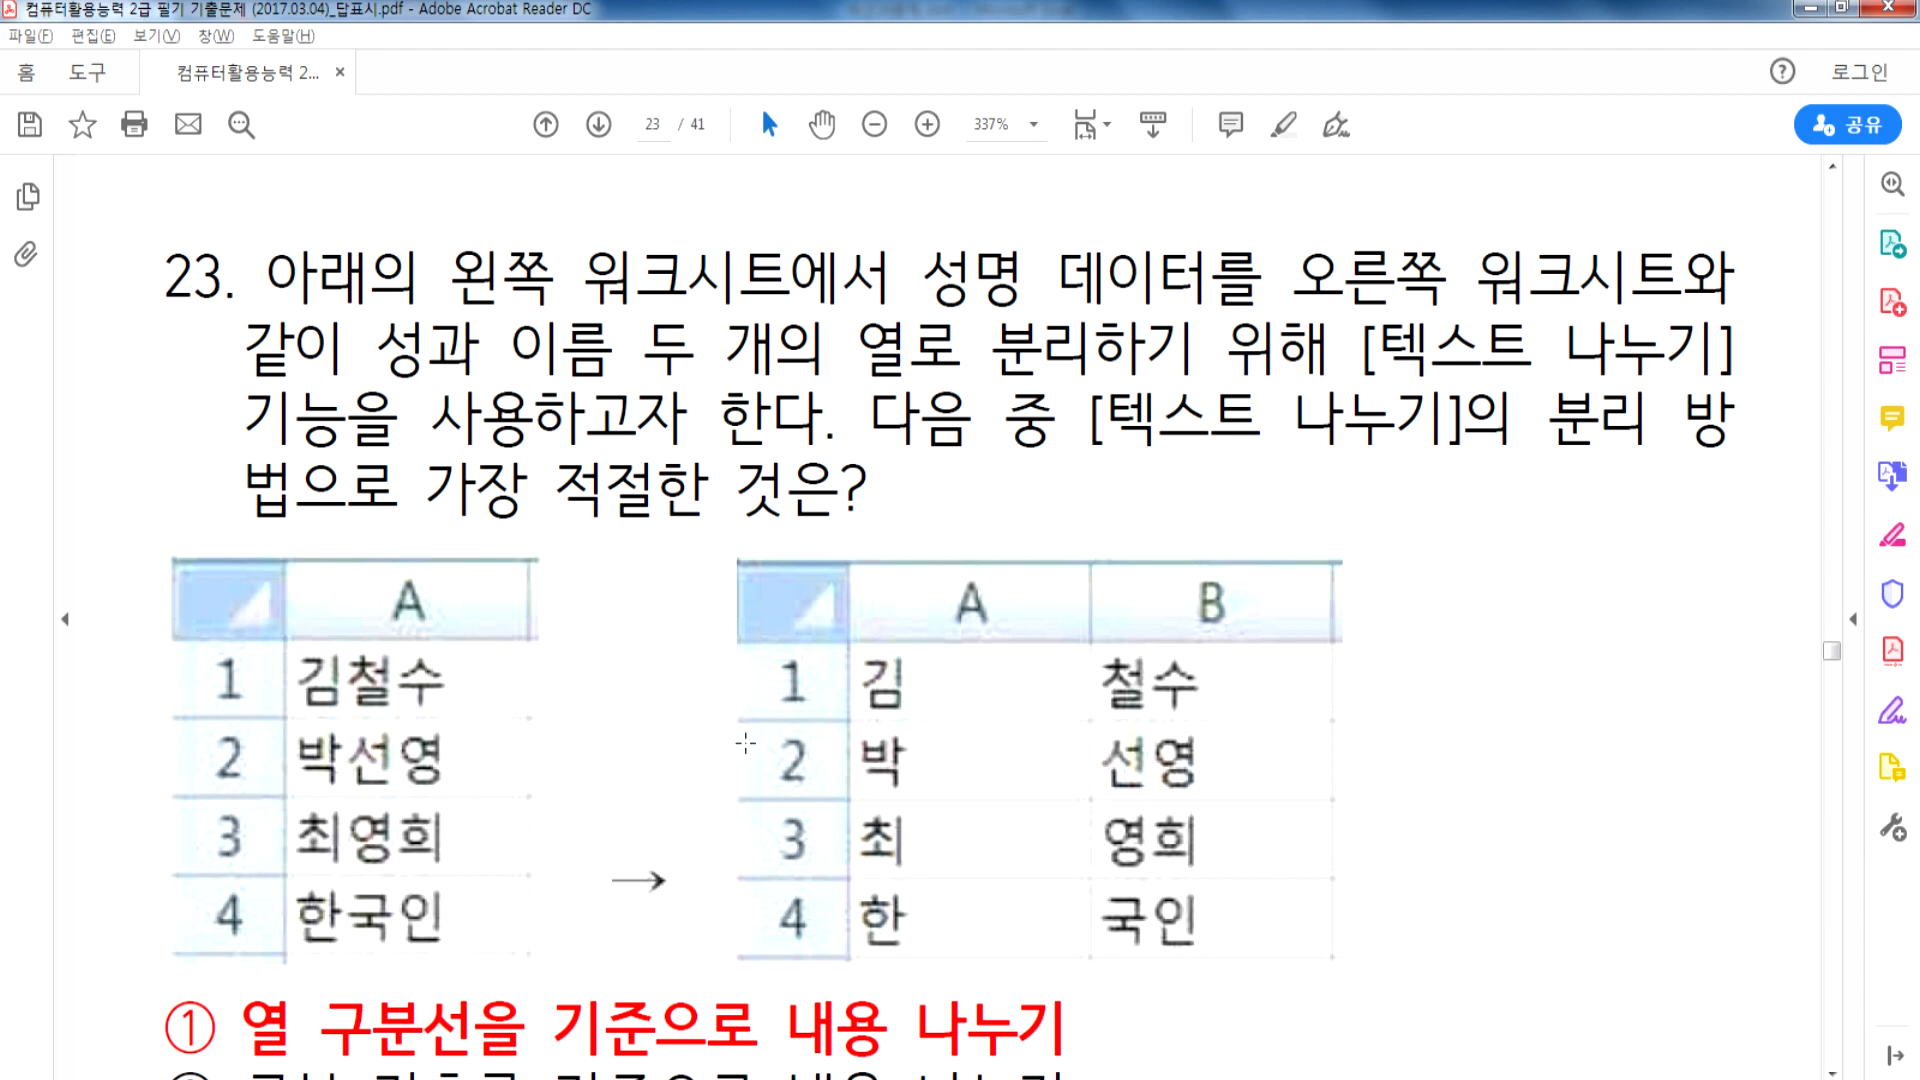 컴퓨터활용능력 2급 필기 기출문제 (2017.03.04)_답표시.pdf - Adobe Acrobat Reader DC
파일(F) 편집(E) 보기(V) 창(W) 도움말(H)
홈 도구 컴퓨터활용능력 2... × 로그인
23 / 41 337% 공유
23. 아래의 왼쪽 워크시트에서 성명 데이터를 오른쪽 워크시트와
같이 성과 이름 두 개의 열로 분리하기 위해 [텍스트 나누기]
기능을 사용하고자 한다. 다음 중 [텍스트 나누기]의 분리 방
법으로 가장 적절한 것은?
A
1 김철수
2 박선영
3 최영희
4 한국인
→
A B
1 김 철수
2 박 선영
3 최 영희
4 한 국인
① 열 구분선을 기준으로 내용 나누기